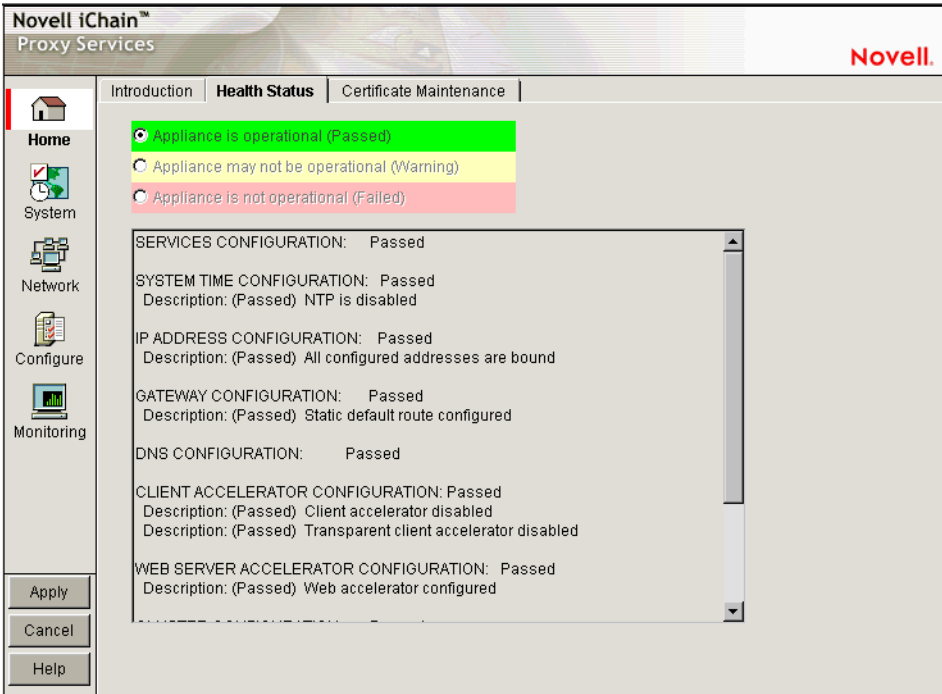 Novell iChain™
Proxy Services
Novell.
Introduction
Health Status
Certificate Maintenance
Home
System
Network
Configure
Monitoring
Appliance is operational (Passed)
Appliance may not be operational (Warning)
Appliance is not operational (Failed)
SERVICES CONFIGURATION: Passed
SYSTEM TIME CONFIGURATION: Passed
Description: (Passed) NTP is disabled
IP ADDRESS CONFIGURATION: Passed
Description: (Passed) All configured addresses are bound
GATEWAY CONFIGURATION: Passed
Description: (Passed) Static default route configured
DNS CONFIGURATION: Passed
CLIENT ACCELERATOR CONFIGURATION: Passed
Description: (Passed) Client accelerator disabled
Description: (Passed) Transparent client accelerator disabled
WEB SERVER ACCELERATOR CONFIGURATION: Passed
Description: (Passed) Web accelerator configured
Apply
Cancel
Help